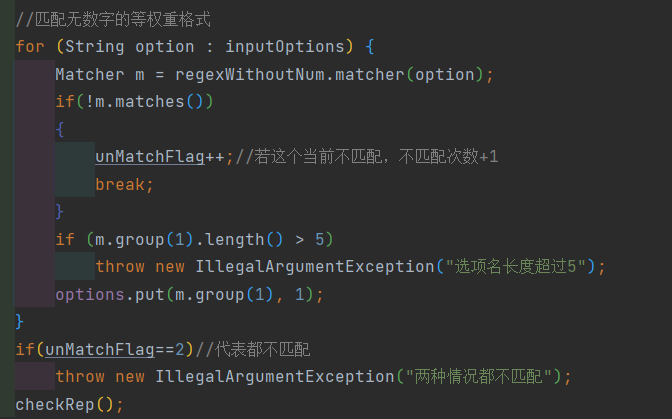 //匹配无数字的等权重格式
for (String option : inputOptions) {
Matcher m = regexWithoutNum.matcher(option);
if(!m.matches())
{
unMatchFlag++;//若这个当前不匹配，不匹配次数+1
break;
}
if (m.group(1).length() > 5)
throw new IllegalArgumentException("选项名长度超过5");
options.put(m.group(1), 1);
}
if(unMatchFlag==2)//代表都不匹配
throw new IllegalArgumentException("两种情况都不匹配");
checkRep();